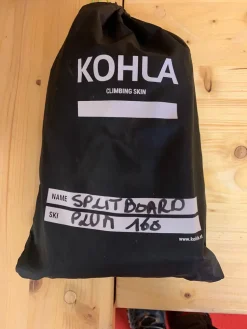 KOHLA
CLIMBING SKIN
NAME SPLITBOARD
SKI PLUM 160